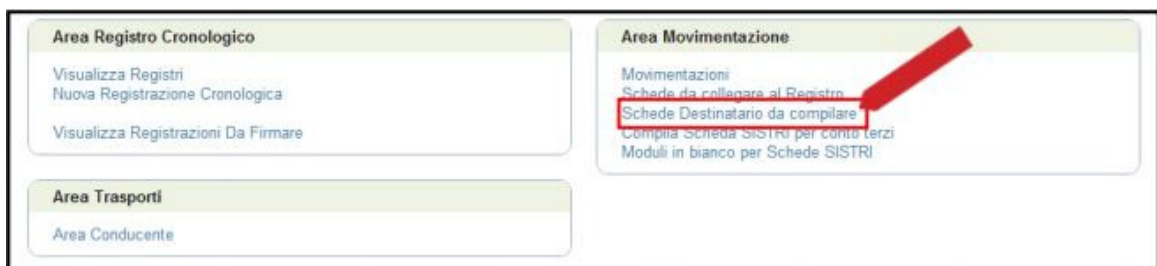 Area Registro Cronologico
Visualizza Registri
Nuova Registrazione Cronologica
Visualizza Registrazioni Da Firmare
Area Movimentazione
Movimentazioni
Schede da collegare al Registro
Schede Destinatario da compilare
Compila Scheda SISTRI per conto terzi
Moduli in bianco per Schede SISTRI
Area Trasporti
Area Conducente